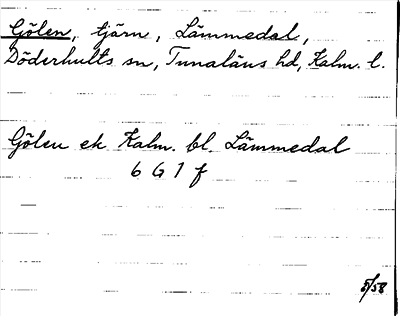 Gölen, tjärn, Lämmedal,
Döderhults sn, Tunaläns hd, Kalm. l.
Gölen ek Kalm. bl. Lämmedal
6 G 1 f
5/58